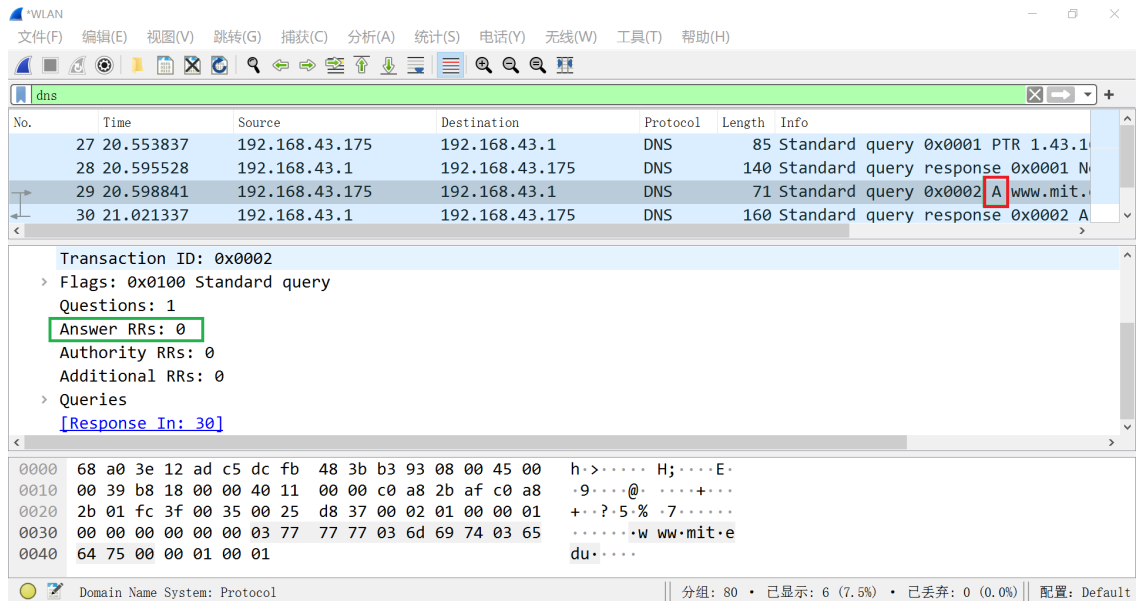 *WLAN
文件(F) 编辑(E) 视图(V) 跳转(G) 捕获(C) 分析(A) 统计(S) 电话(Y) 无线(W) 工具(T) 帮助(H)
dns
No. Time Source Destination Protocol Length Info
27 20.553837 192.168.43.175 192.168.43.1 DNS 85 Standard query 0x0001 PTR 1.43.1
28 20.595528 192.168.43.1 192.168.43.175 DNS 140 Standard query response 0x0001 N
29 20.598841 192.168.43.175 192.168.43.1 DNS 71 Standard query 0x0002 A www.mit.
30 21.021337 192.168.43.1 192.168.43.175 DNS 160 Standard query response 0x0002 A
Transaction ID: 0x0002
Flags: 0x0100 Standard query
Questions: 1
Answer RRs: 0
Authority RRs: 0
Additional RRs: 0
Queries
[Response In: 30]
0000 68 a0 3e 12 ad c5 dc fb 48 3b b3 93 08 00 45 00 h·>·····H;····E·
0010 00 39 b8 18 00 00 40 11 00 00 c0 a8 2b af c0 a8 ·9····@·····+···
0020 2b 01 fc 3f 00 35 00 25 d8 37 00 02 01 00 00 01 +··?·5·%·7······
0030 00 00 00 00 00 00 03 77 77 77 03 6d 69 74 03 65 ·······www·mit·e
0040 64 75 00 00 01 00 01 du·····
Domain Name System: Protocol 分组: 80 · 已显示: 6 (7.5%) · 已丢弃: 0 (0.0%) 配置: Default